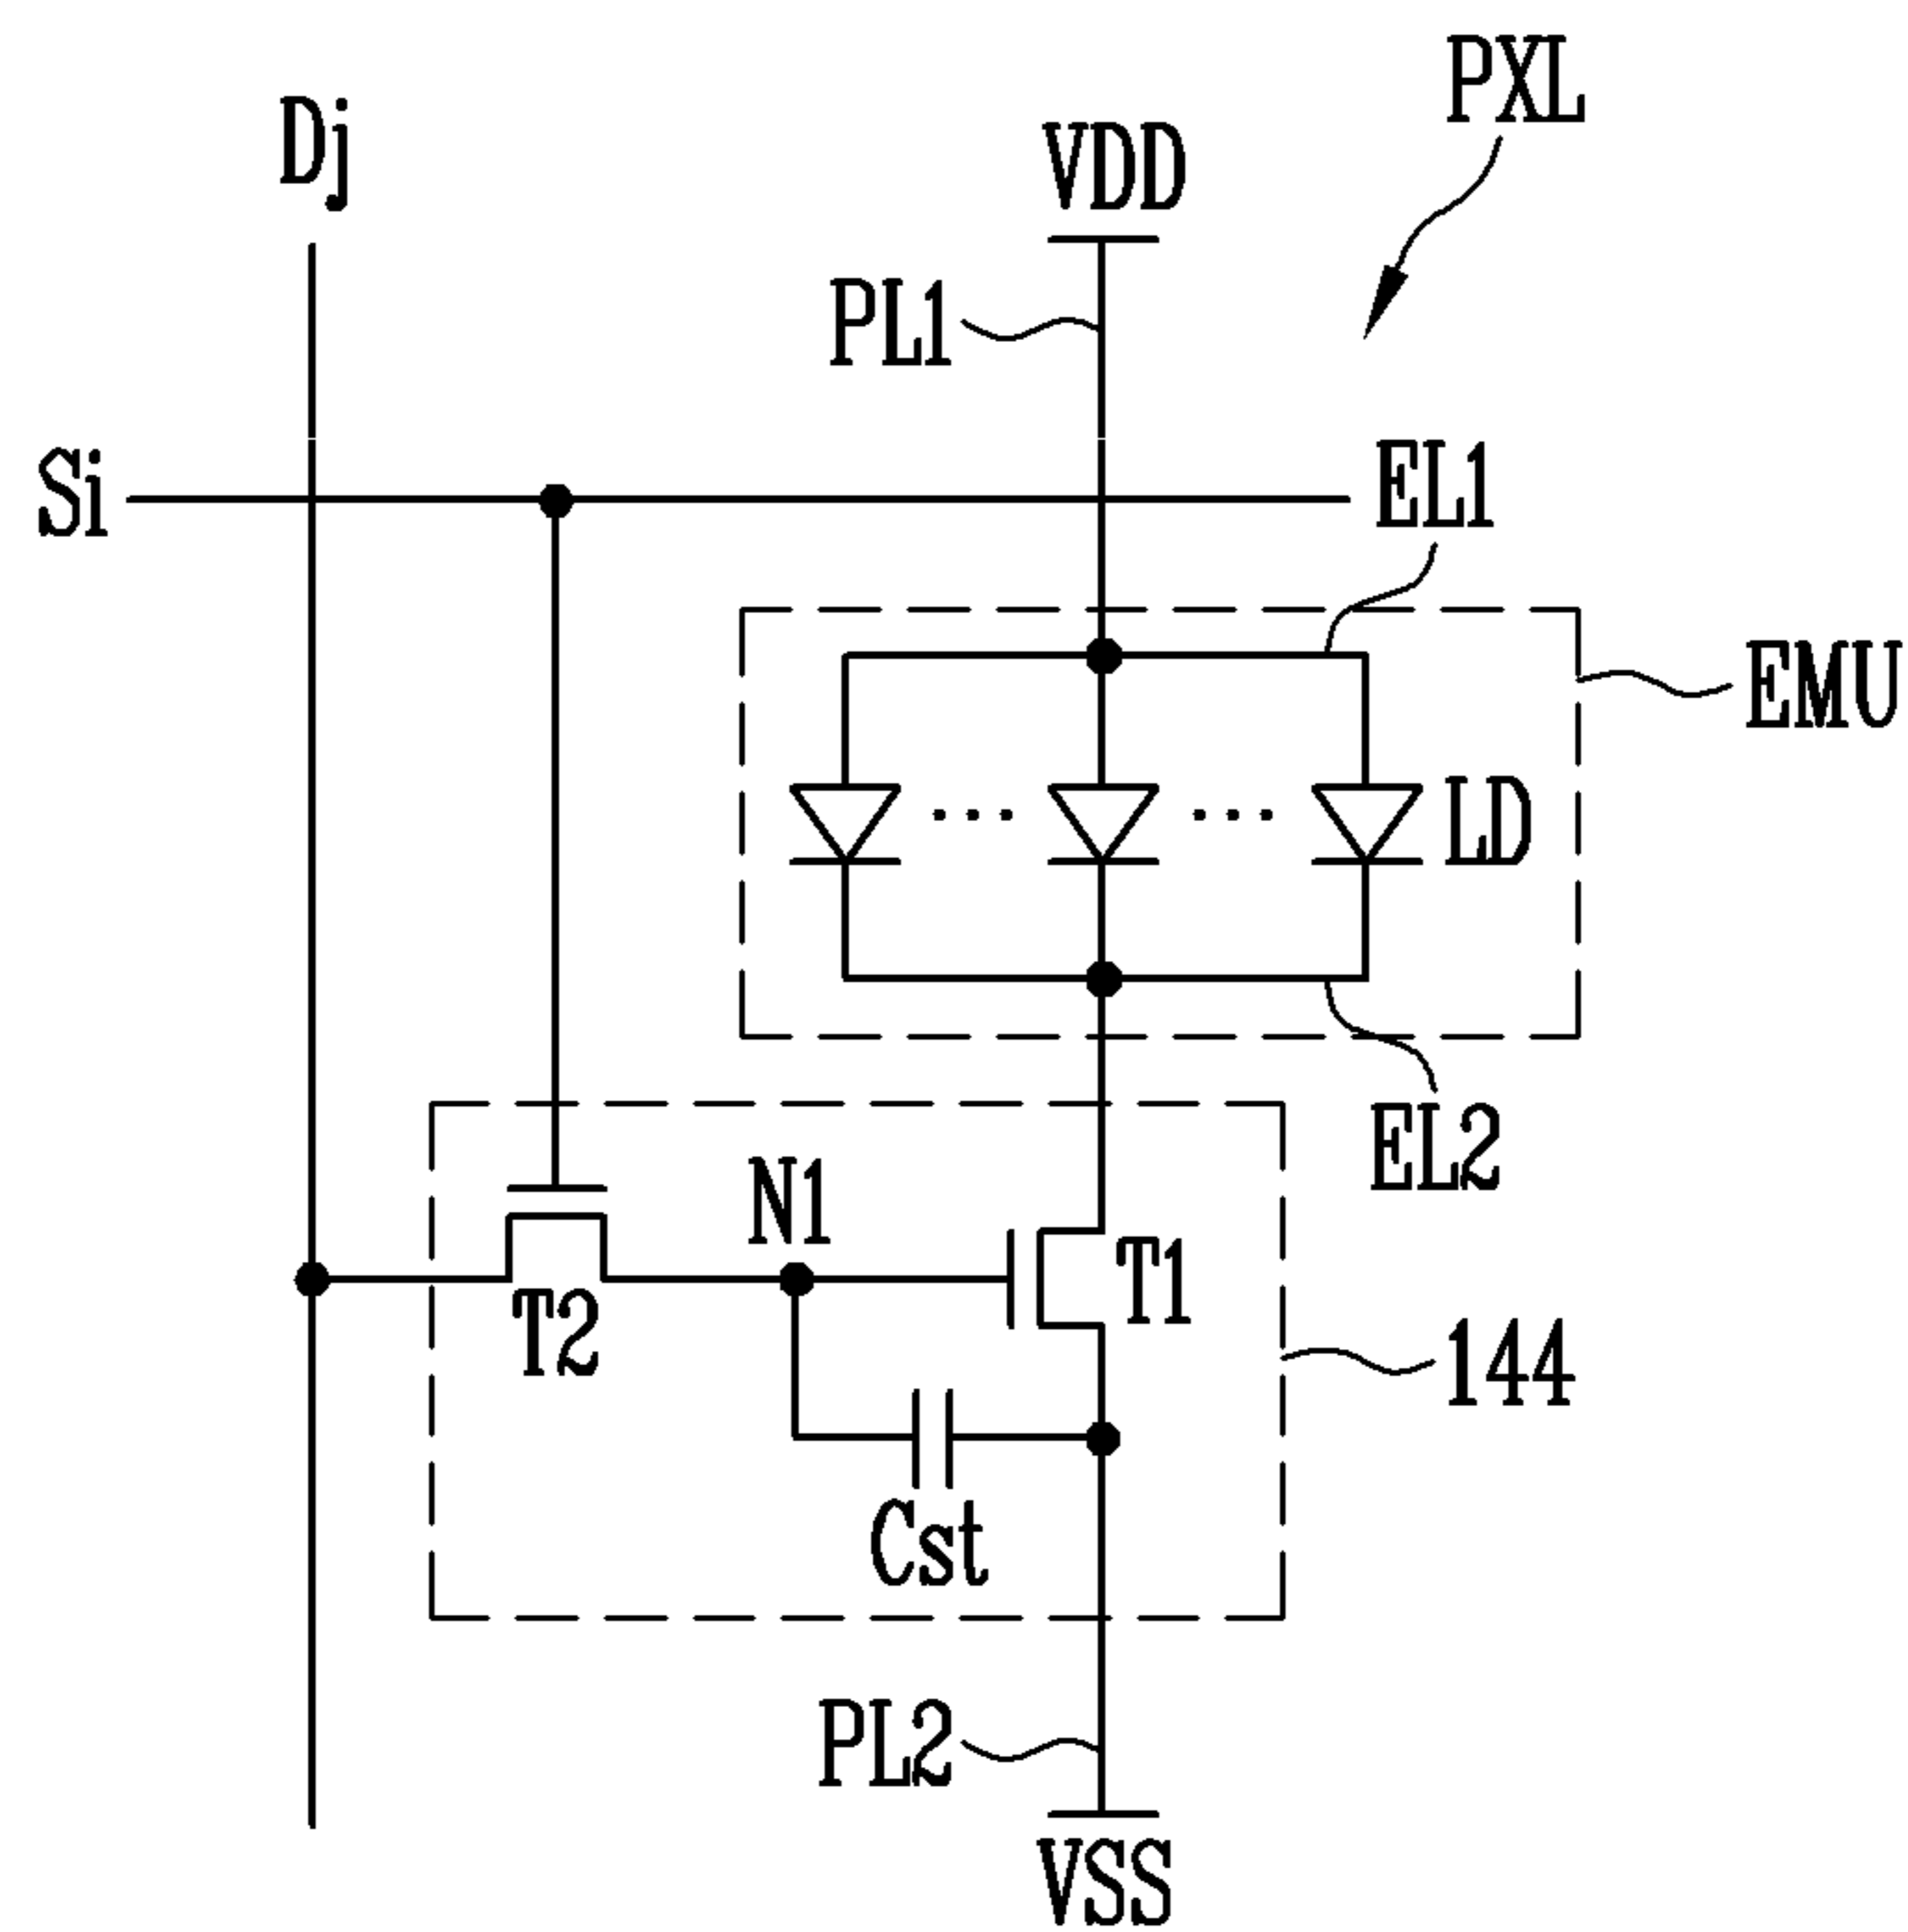 PXL
Dj
VDD
PL1
Si
EL1
EMU
LD
EL2
N1
T1
T2
144
Cst
PL2
VSS